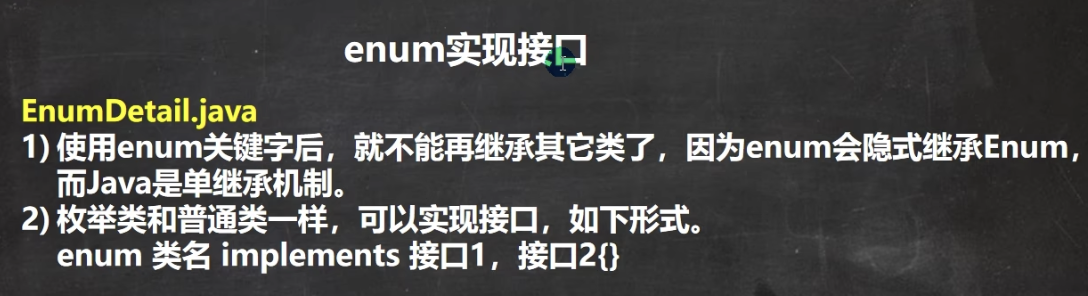 enum实现接口
EnumDetail.java
1) 使用enum关键字后，就不能再继承其它类了，因为enum会隐式继承Enum，
而Java是单继承机制。
2) 枚举类和普通类一样，可以实现接口，如下形式。
enum 类名 implements 接口1，接口2{}